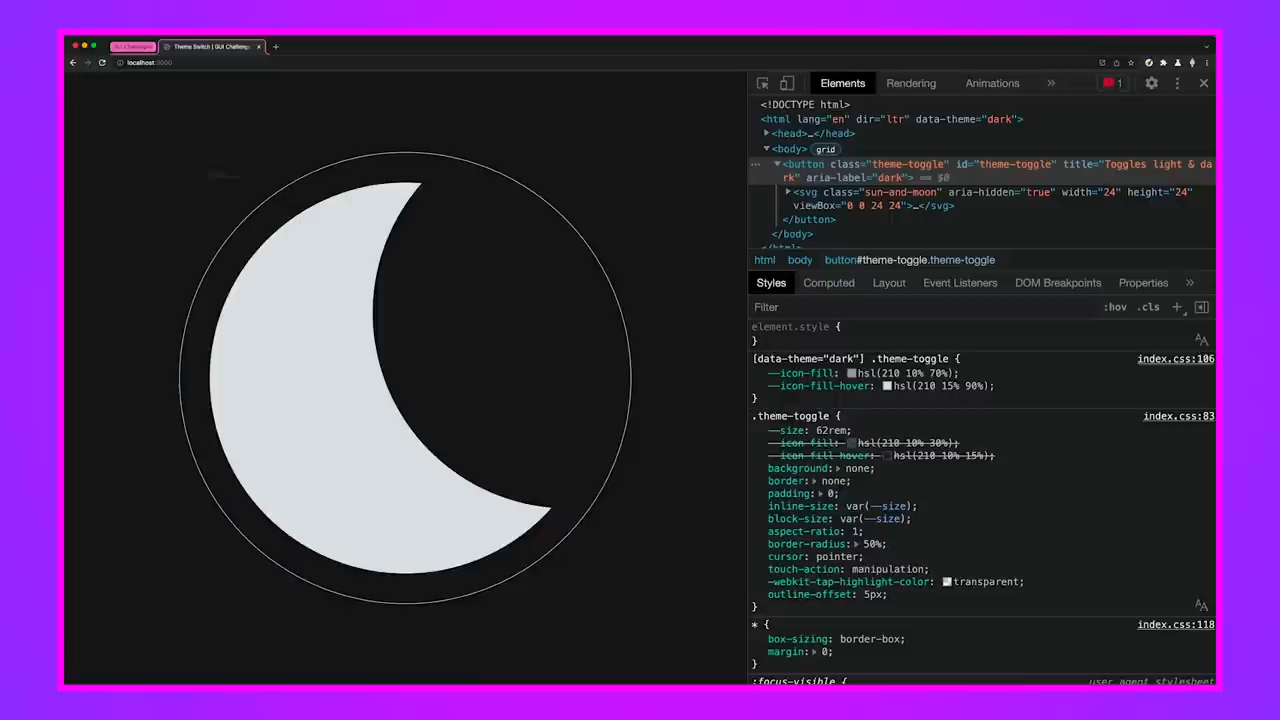 GUI Challenges
Theme Switch | GUI Challeng
localhost:3000
Elements Rendering Animations » 1
<!DOCTYPE html>
<html lang="en" dir="ltr" data-theme="dark">
<head>…</head>
<body> grid
<button class="theme-toggle" id="theme-toggle" title="Toggles light & da
rk" aria-label="dark"> == $0
<svg class="sun-and-moon" aria-hidden="true" width="24" height="24"
viewBox="0 0 24 24">…</svg>
</button>
</body>
</html>
html body button#theme-toggle.theme-toggle
Styles Computed Layout Event Listeners DOM Breakpoints Properties »
Filter :hov .cls +
element.style {
}
[data-theme="dark"] .theme-toggle { index.css:106
--icon-fill: hsl(210 10% 70%);
--icon-fill-hover: hsl(210 15% 90%);
}
.theme-toggle { index.css:83
--size: 62rem;
--icon-fill: hsl(210 10% 30%);
--icon-fill-hover: hsl(210 10% 15%);
background: none;
border: none;
padding: 0;
inline-size: var(--size);
block-size: var(--size);
aspect-ratio: 1;
border-radius: 50%;
cursor: pointer;
touch-action: manipulation;
-webkit-tap-highlight-color: transparent;
outline-offset: 5px;
}
* { index.css:118
box-sizing: border-box;
margin: 0;
}
:focus-visible { user agent stylesheet